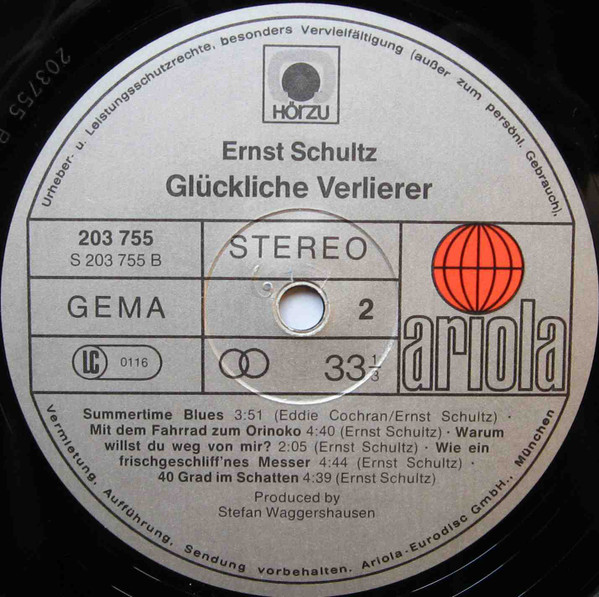 Urheber. u. Leistungsschutzrechte, besonders Vervielfältigung (außer zum persönl. Gebrauch),
HÖRZU
Ernst Schultz
Glückliche Verlierer
203 755
S 203 755 B
STEREO
GEMA
2
ariola
LC 0116
33 1/3
Summertime Blues 3:51 (Eddie Cochran/Ernst Schultz) ·
Mit dem Fahrrad zum Orinoko 4:40 (Ernst Schultz) · Warum
willst du weg von mir? 2:05 (Ernst Schultz) · Wie ein
frischgeschliff'nes Messer 4:44 (Ernst Schultz) ·
40 Grad im Schatten 4:39 (Ernst Schultz)
Produced by
Stefan Waggershausen
Vermietung, Aufführung, Sendung vorbehalten. Ariola-Eurodisc GmbH., München
203755 B